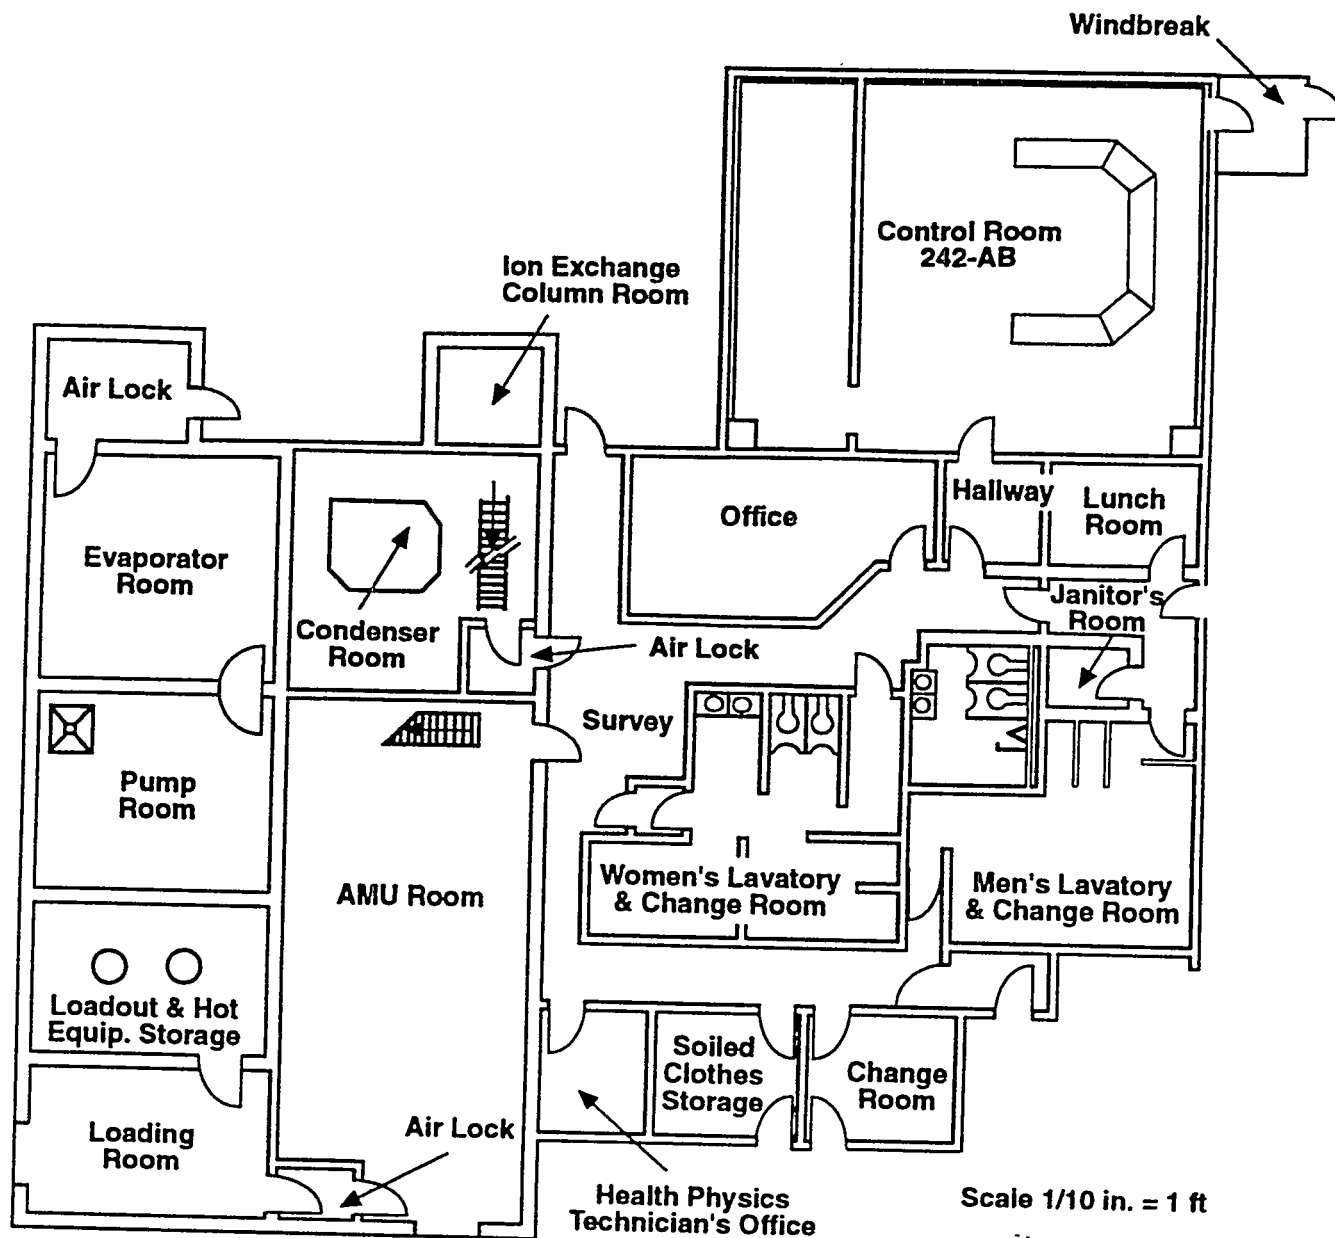 Windbreak
Control Room
242-AB
Ion Exchange
Column Room
Air Lock
Hallway
Lunch
Room
Office
Evaporator
Room
Condenser
Room
Janitor's
Room
Air Lock
Survey
Pump
Room
AMU Room
Women's Lavatory
& Change Room
Men's Lavatory
& Change Room
Loadout & Hot
Equip. Storage
Soiled
Clothes
Storage
Change
Room
Loading
Room
Air Lock
Health Physics
Technician's Office
Scale 1/10 in. = 1 ft